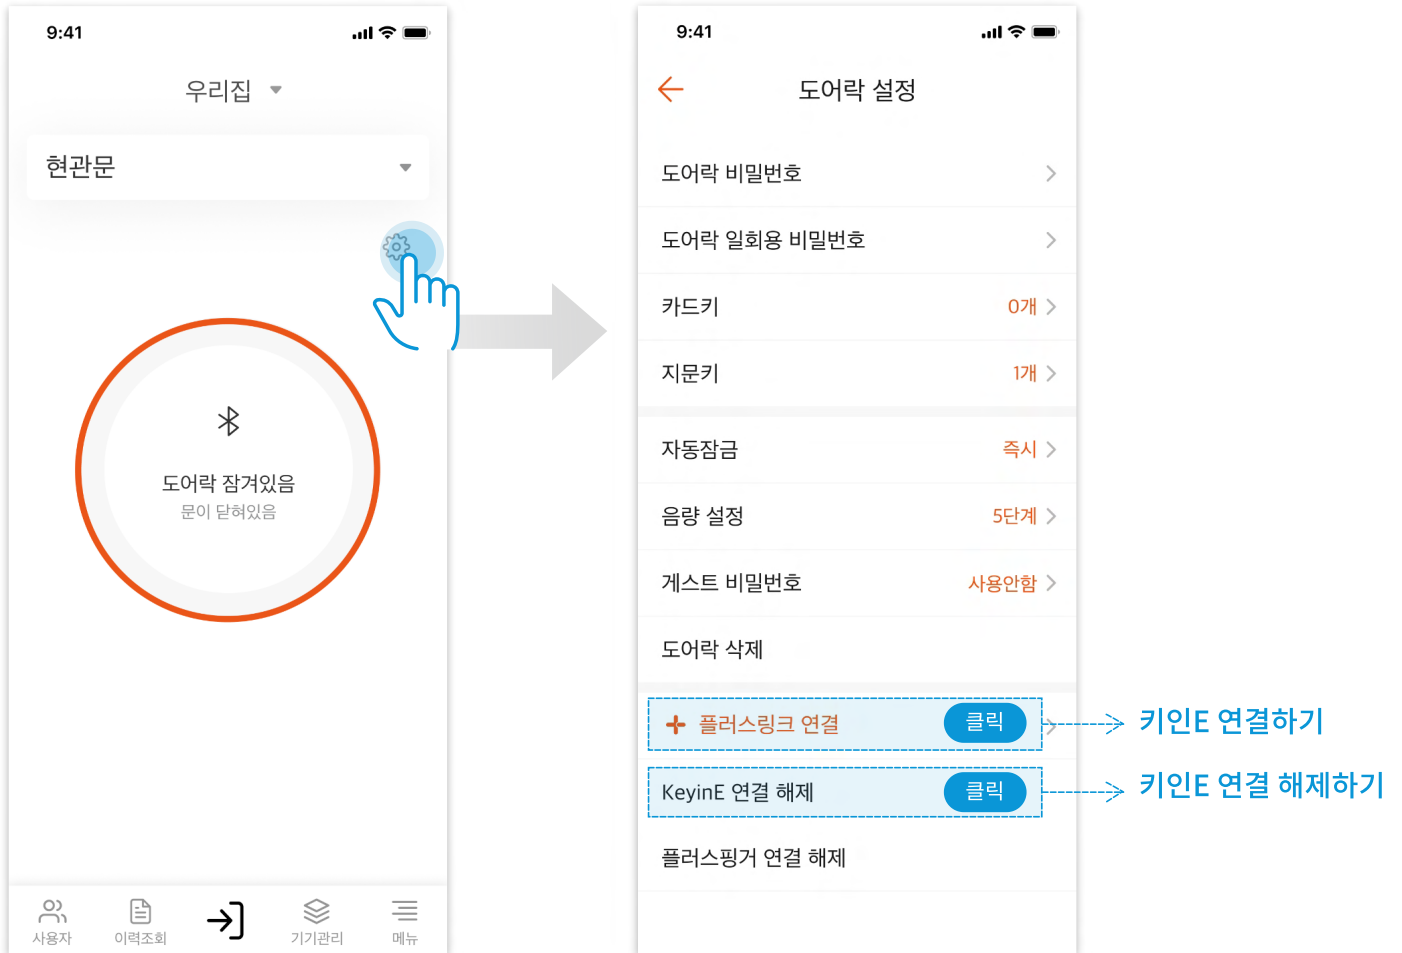 9:41
우리집
현관문
도어락 잠겨있음
문이 닫혀있음
사용자
이력조회
기기관리
메뉴
9:41
도어락 설정
도어락 비밀번호
도어락 일회용 비밀번호
카드키 0개
지문키 1개
자동잠금 즉시
음량 설정 5단계
게스트 비밀번호 사용안함
도어락 삭제
플러스링크 연결 클릭 키인E 연결하기
KeyinE 연결 해제 클릭 키인E 연결 해제하기
플러스핑거 연결 해제